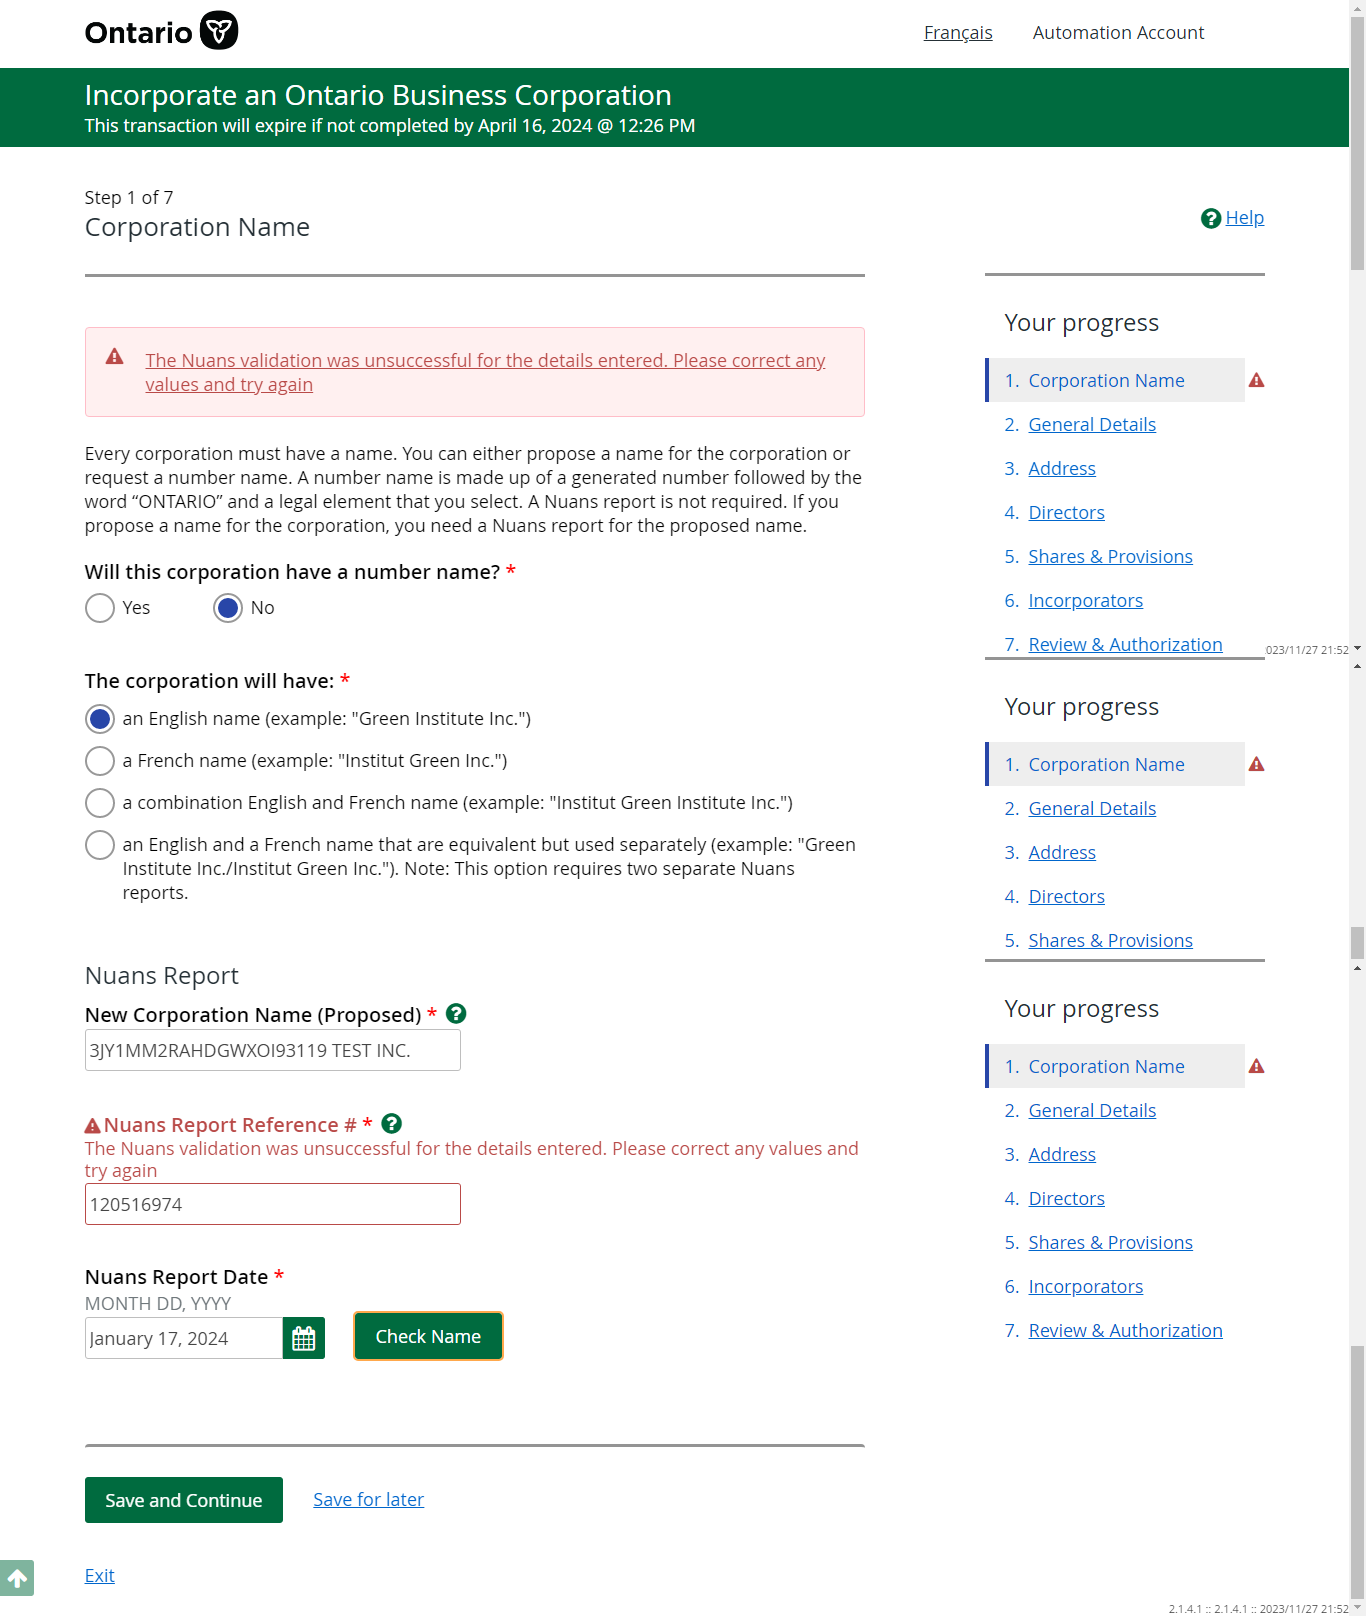 Ontario
Français
Automation Account
Incorporate an Ontario Business Corporation
This transaction will expire if not completed by April 16, 2024 @ 12:26 PM
Step 1 of 7
Corporation Name
Help
The Nuans validation was unsuccessful for the details entered. Please correct any
values and try again
Every corporation must have a name. You can either propose a name for the corporation or
request a number name. A number name is made up of a generated number followed by the
word “ONTARIO” and a legal element that you select. A Nuans report is not required. If you
propose a name for the corporation, you need a Nuans report for the proposed name.
Will this corporation have a number name? *
Yes
No
The corporation will have: *
an English name (example: "Green Institute Inc.")
a French name (example: "Institut Green Inc.")
a combination English and French name (example: "Institut Green Institute Inc.")
an English and a French name that are equivalent but used separately (example: "Green
Institute Inc./Institut Green Inc."). Note: This option requires two separate Nuans
reports.
Nuans Report
New Corporation Name (Proposed) *
3JY1MM2RAHDGWXOI93119 TEST INC.
Nuans Report Reference # *
The Nuans validation was unsuccessful for the details entered. Please correct any values and
try again
120516974
Nuans Report Date *
MONTH DD, YYYY
January 17, 2024
Check Name
Save and Continue
Save for later
Exit
Your progress
1. Corporation Name
2. General Details
3. Address
4. Directors
5. Shares & Provisions
6. Incorporators
7. Review & Authorization
023/11/27 21:52
Your progress
1. Corporation Name
2. General Details
3. Address
4. Directors
5. Shares & Provisions
Your progress
1. Corporation Name
2. General Details
3. Address
4. Directors
5. Shares & Provisions
6. Incorporators
7. Review & Authorization
2.1.4.1 :: 2.1.4.1 :: 2023/11/27 21:52